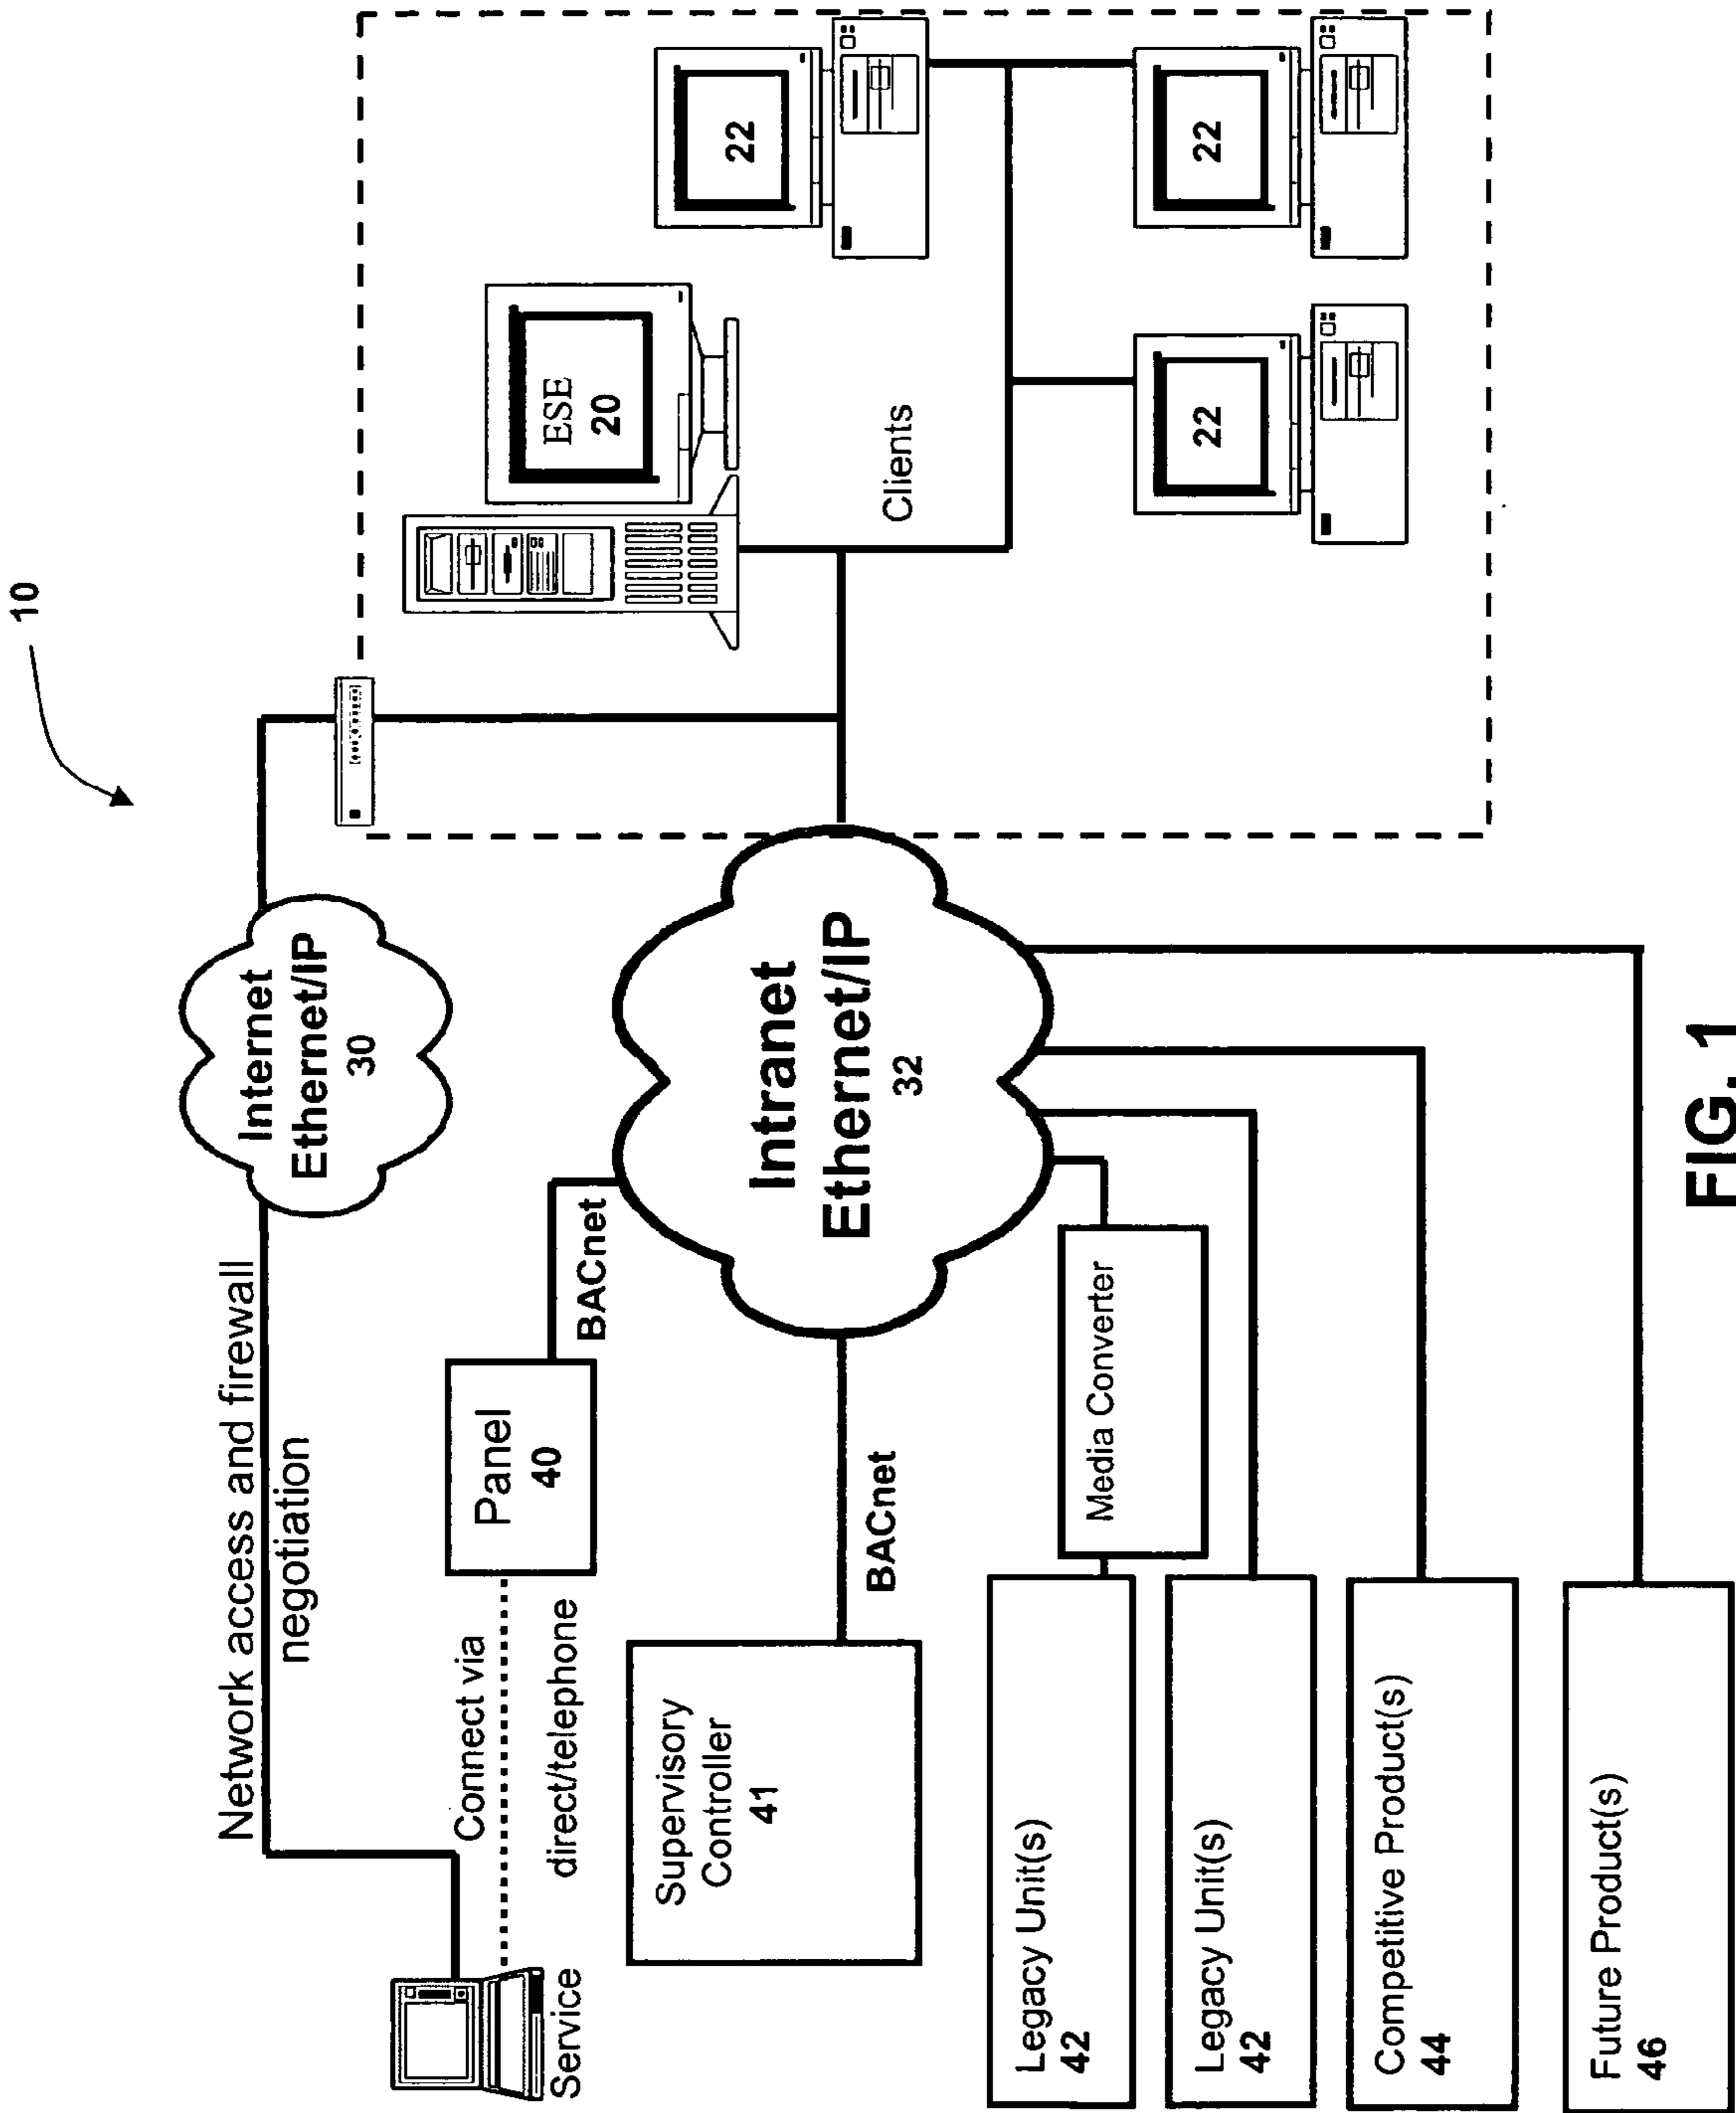 10
Network access and firewall
negotiation
Internet
Ethernet/IP
30
Service
Connect via
direct/telephone
Panel
40
BACnet
ESE
20
22
Clients
Supervisory
Controller
41
BACnet
Intranet
Ethernet/IP
32
Legacy Unit(s)
42
Media Converter
Legacy Unit(s)
42
22
22
Competitive Product(s)
44
Future Product(s)
46
FIG. 1